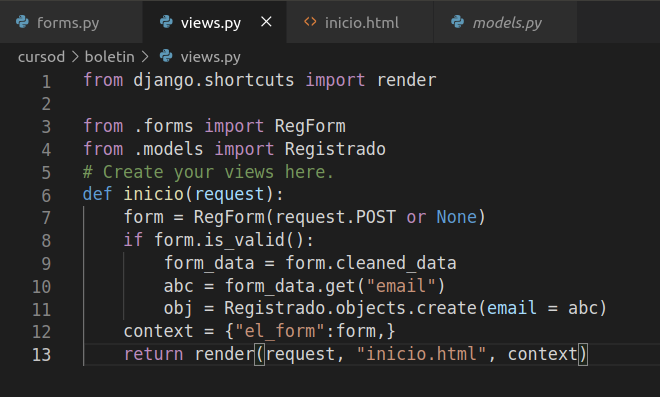 forms.py views.py × inicio.html models.py
cursod > boletin > views.py
1 from django.shortcuts import render
2
3 from .forms import RegForm
4 from .models import Registrado
5 # Create your views here.
6 def inicio(request):
7     form = RegForm(request.POST or None)
8     if form.is_valid():
9         form_data = form.cleaned_data
10         abc = form_data.get("email")
11         obj = Registrado.objects.create(email = abc)
12     context = {"el_form":form,}
13     return render(request, "inicio.html", context)